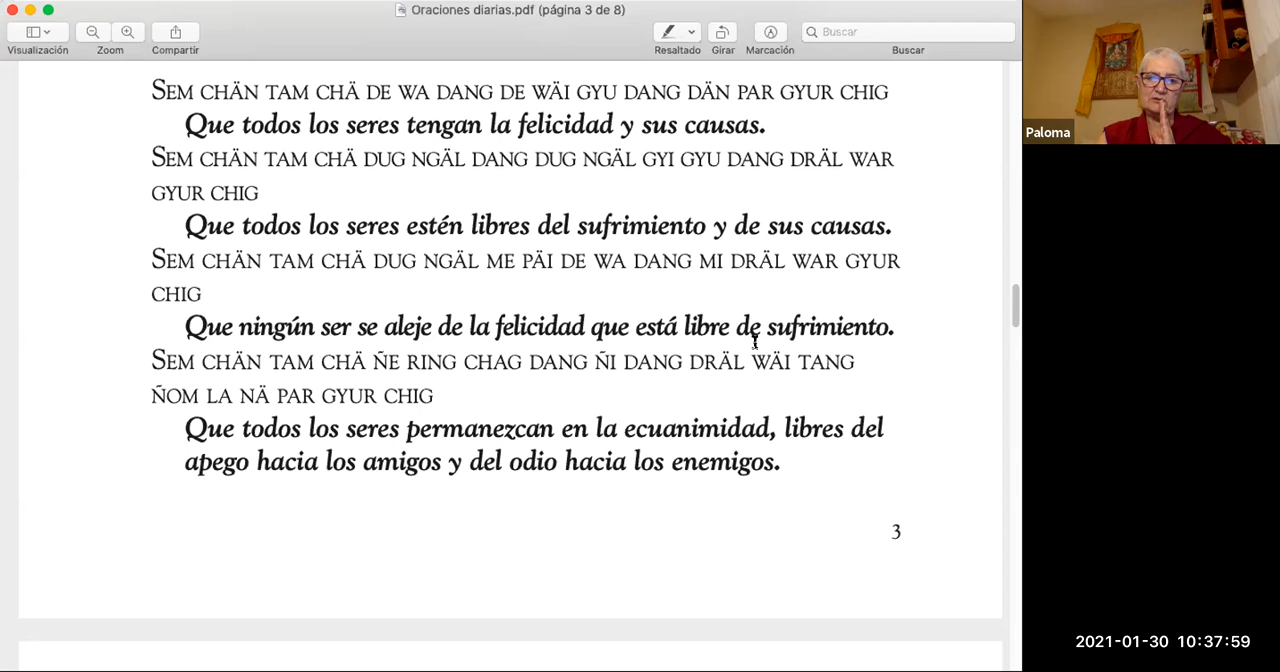 Oraciones diarias.pdf (página 3 de 8)
Visualización Zoom Compartir Resaltado Girar Marcación Buscar Buscar
SEM CHÄN TAM CHÄ DE WA DANG DE WÄI GYU DANG DÄN PAR GYUR CHIG
Que todos los seres tengan la felicidad y sus causas.
SEM CHÄN TAM CHÄ DUG NGÄL DANG DUG NGÄL GYI GYU DANG DRÄL WAR
GYUR CHIG
Que todos los seres estén libres del sufrimiento y de sus causas.
SEM CHÄN TAM CHÄ DUG NGÄL ME PÄI DE WA DANG MI DRÄL WAR GYUR
CHIG
Que ningún ser se aleje de la felicidad que está libre de sufrimiento.
SEM CHÄN TAM CHÄ ÑE RING CHAG DANG ÑI DANG DRÄL WÄI TANG
ÑOM LA NÄ PAR GYUR CHIG
Que todos los seres permanezcan en la ecuanimidad, libres del
apego hacia los amigos y del odio hacia los enemigos.
3
Paloma
2021-01-30 10:37:59